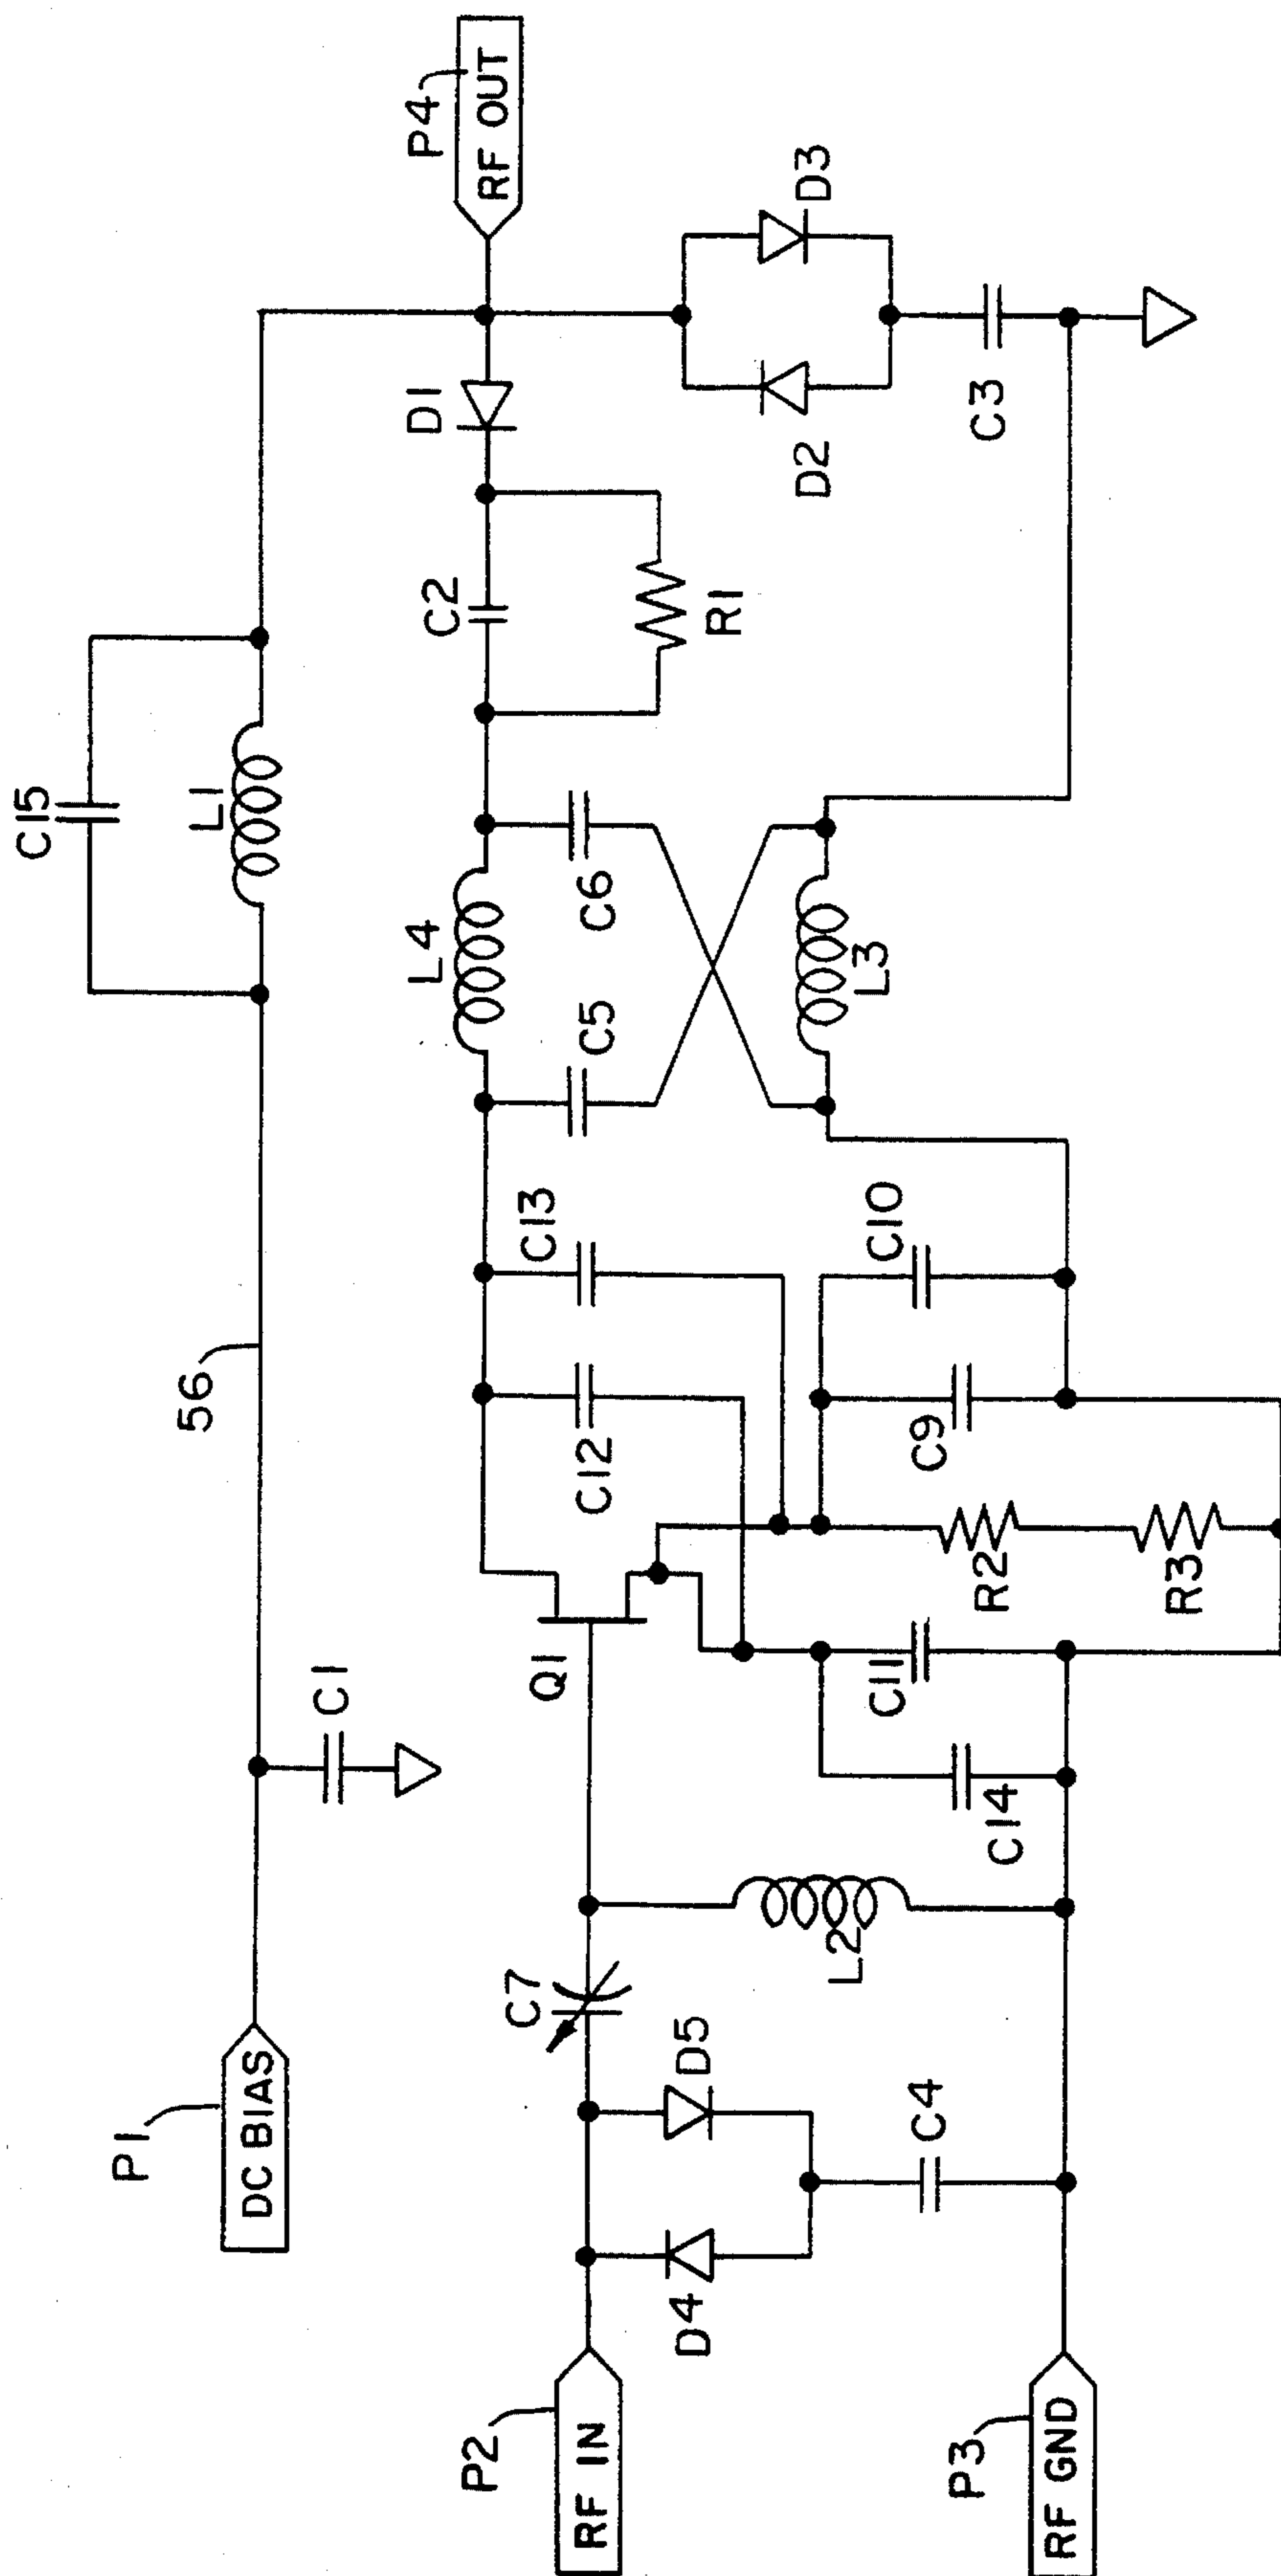 P1
DC BIAS
C1
56
C15
L1
P4
RF OUT
P2
RF IN
D4
D5
C4
C7
L2
P3
RF GND
Q1
C14
C11
R2
R3
C12
C13
C9
C10
L4
C5
C6
L3
C2
R1
D1
D2
D3
C3